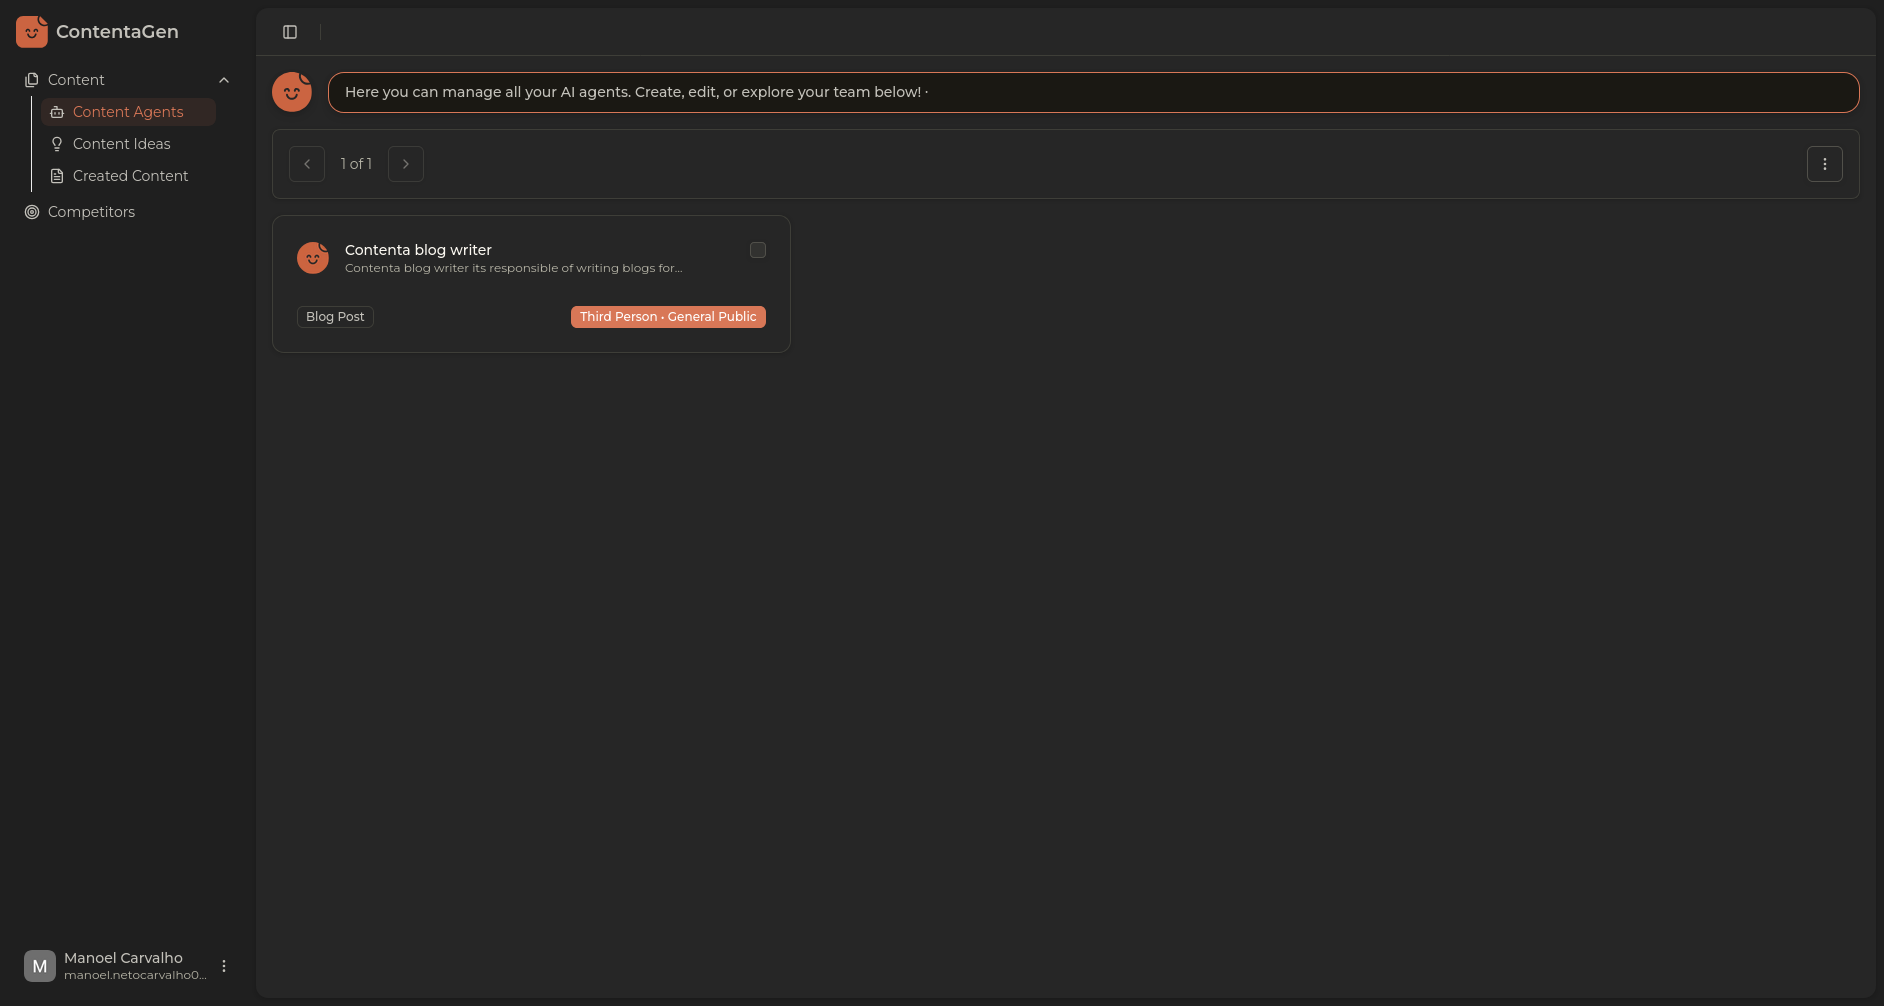 ContentaGen
Content
Content Agents
Content Ideas
Created Content
Competitors
Here you can manage all your AI agents. Create, edit, or explore your team below! ·
1 of 1
Contenta blog writer
Contenta blog writer its responsible of writing blogs for...
Blog Post
Third Person • General Public
M
Manoel Carvalho
manoel.netocarvalho0...